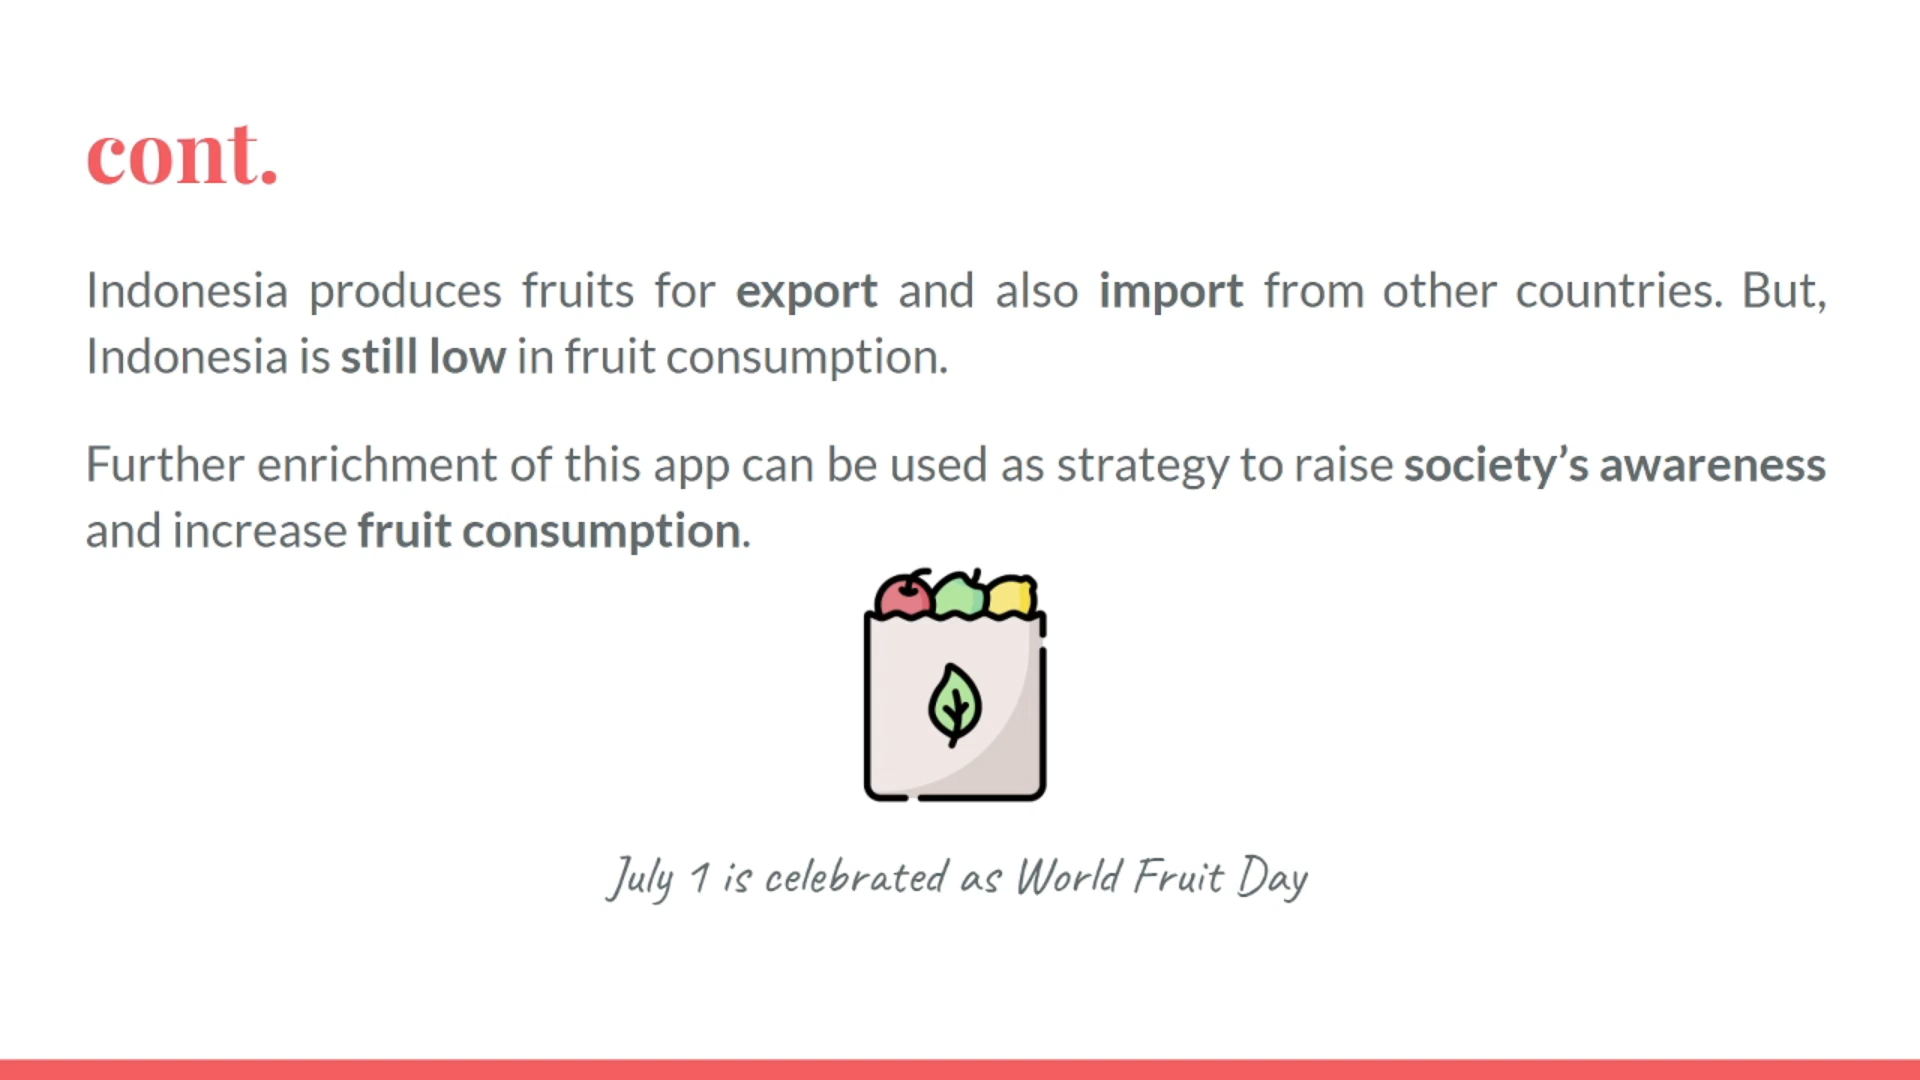 cont.
Indonesia produces fruits for export and also import from other countries. But,
Indonesia is still low in fruit consumption.
Further enrichment of this app can be used as strategy to raise society’s awareness
and increase fruit consumption.
July 1 is celebrated as World Fruit Day